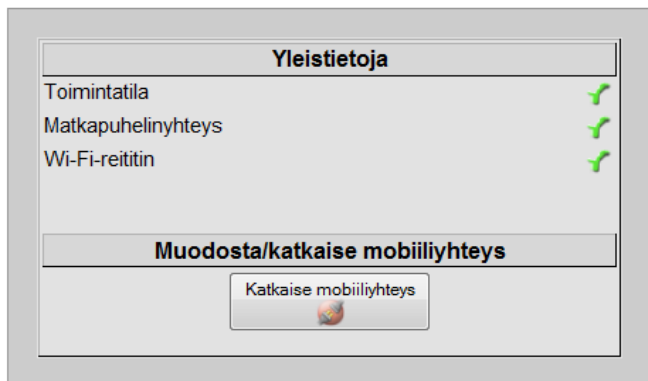 Yleistietoja
Toimintatila
Matkapuhelinyhteys
Wi-Fi-reititin
Muodosta/katkaise mobiiliyhteys
Katkaise mobiiliyhteys